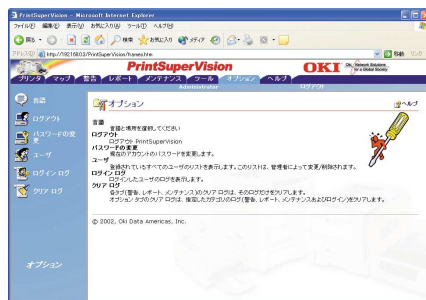 PrintSuperVision - Microsoft Internet Explorer
ファイル(F) 編集(E) 表示(V) お気に入り(A) ツール(T) ヘルプ(H)
戻る 検索 お気に入り メディア
アドレス(D) http://192.168.0.3/PrintSuperVision/frames.htm 移動 リンク
PrintSuperVision
OKI Oki, Network Solutions for a Global Society
プリンタ マップ 警告 レポート メンテナンス ツール オプション ヘルプ
Administrator ログアウト
言語
ログアウト
パスワードの変更
ユーザ
ログイン ログ
クリア ログ
オプション
オプション
ヘルプ
言語
言語と場所を選択してください
ログアウト
ログアウト PrintSuperVision
パスワードの変更
現在のアカウントのパスワードを変更します。
ユーザ
登録されているすべてのユーザのリストを表示します。このリストは、管理者によって変更/削除されます。
ログイン ログ
ログインしたユーザのログを表示します。
クリア ログ
各タブ(警告、レポート、メンテナンス)のクリア ログは、そのログだけをクリアします。
オプション タブのクリア ログは、指定したカテゴリのログ(警告、レポート、メンテナンスおよびログイン)をクリアします。
© 2002, Oki Data Americas, Inc.